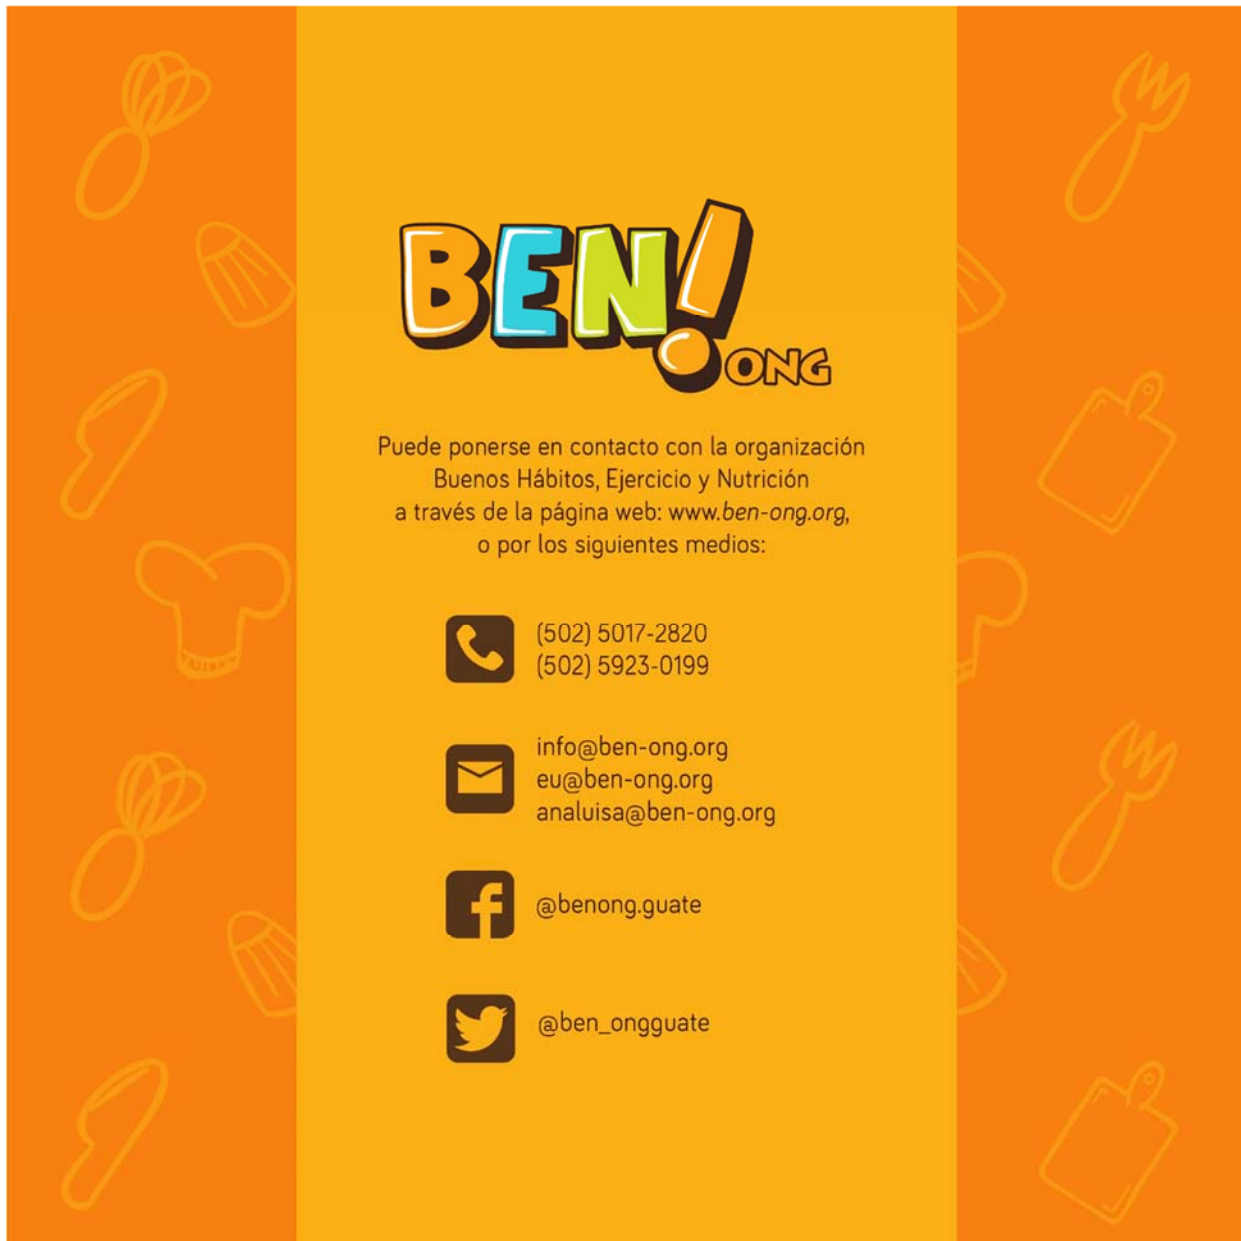 BEN!
ONG
Puede ponerse en contacto con la organización
Buenos Hábitos, Ejercicio y Nutrición
a través de la página web: www.ben-ong.org,
o por los siguientes medios:
(502) 5017-2820
(502) 5923-0199
info@ben-ong.org
eu@ben-ong.org
analuisa@ben-ong.org
@benong.guate
@ben_ongguate